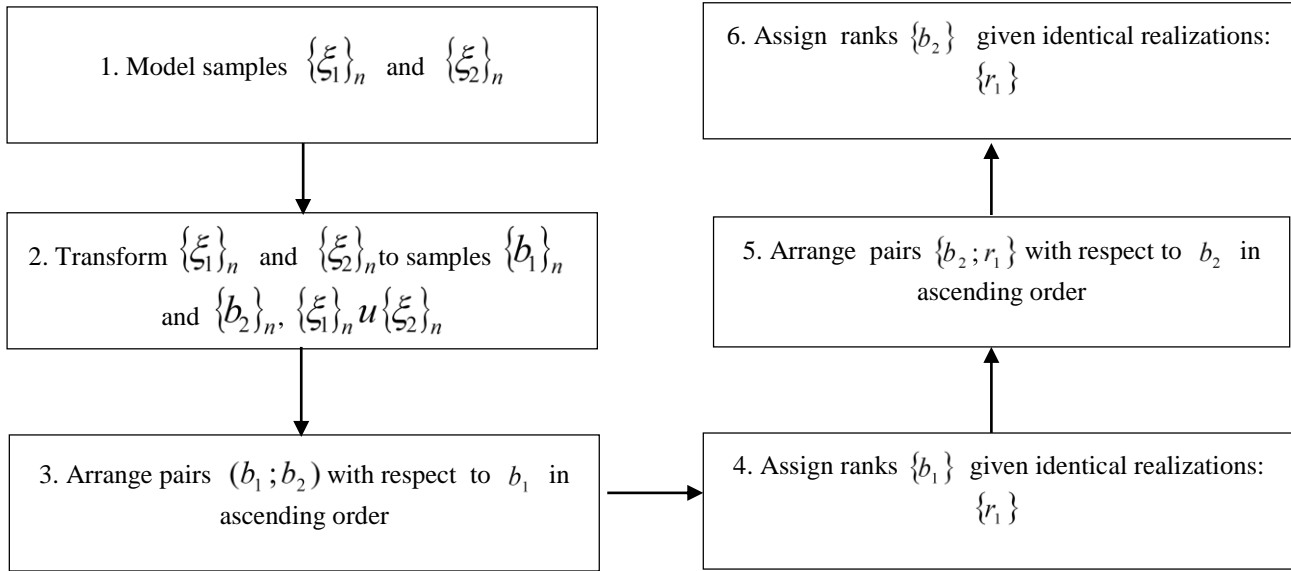 1. Model samples {ξ₁}ₙ and {ξ₂}ₙ
2. Transform {ξ₁}ₙ and {ξ₂}ₙ to samples {b₁}ₙ
and {b₂}ₙ, {ξ₁}ₙ u {ξ₂}ₙ
3. Arrange pairs (b₁; b₂) with respect to b₁ in
ascending order
4. Assign ranks {b₁} given identical realizations:
{r₁}
5. Arrange pairs {b₂; r₁} with respect to b₂ in
ascending order
6. Assign ranks {b₂} given identical realizations:
{r₁}